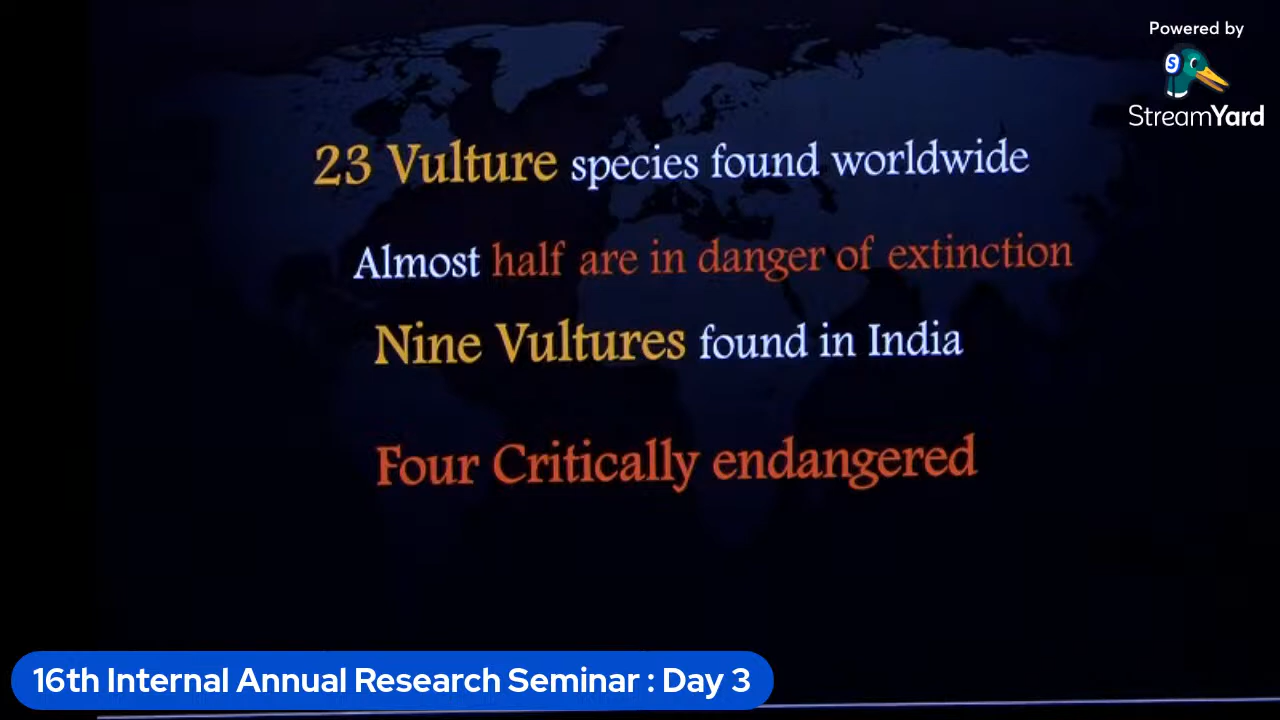 Powered by
S
StreamYard
23 Vulture species found worldwide
Almost half are in danger of extinction
Nine Vultures found in India
Four Critically endangered
16th Internal Annual Research Seminar : Day 3